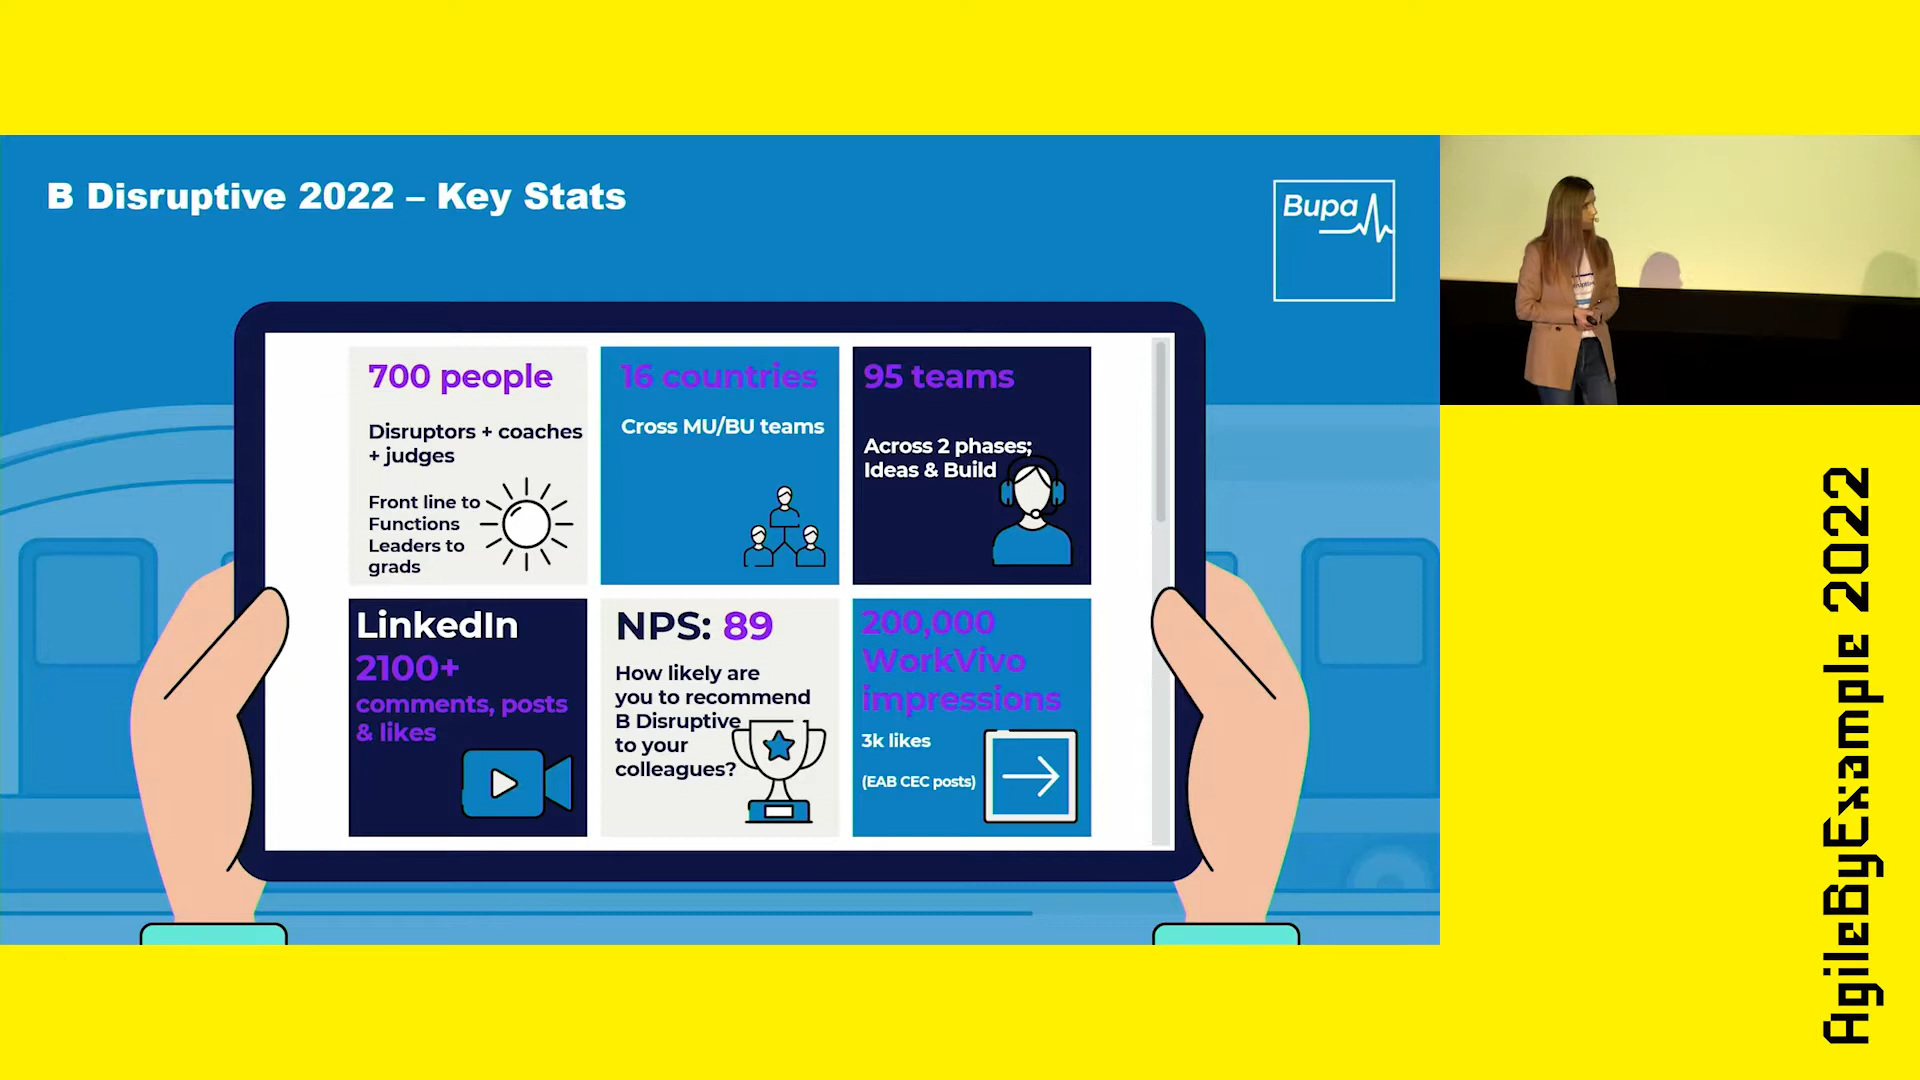 B Disruptive 2022 – Key Stats
Bupa
700 people
Disruptors + coaches
+ judges
Front line to
Functions
Leaders to
grads
16 countries
Cross MU/BU teams
95 teams
Across 2 phases;
Ideas & Build
LinkedIn
2100+
comments, posts
& likes
NPS: 89
How likely are
you to recommend
B Disruptive
to your
colleagues?
200,000
WorkVivo
impressions
3k likes
(EAB CEC posts)
AgileByExample 2022